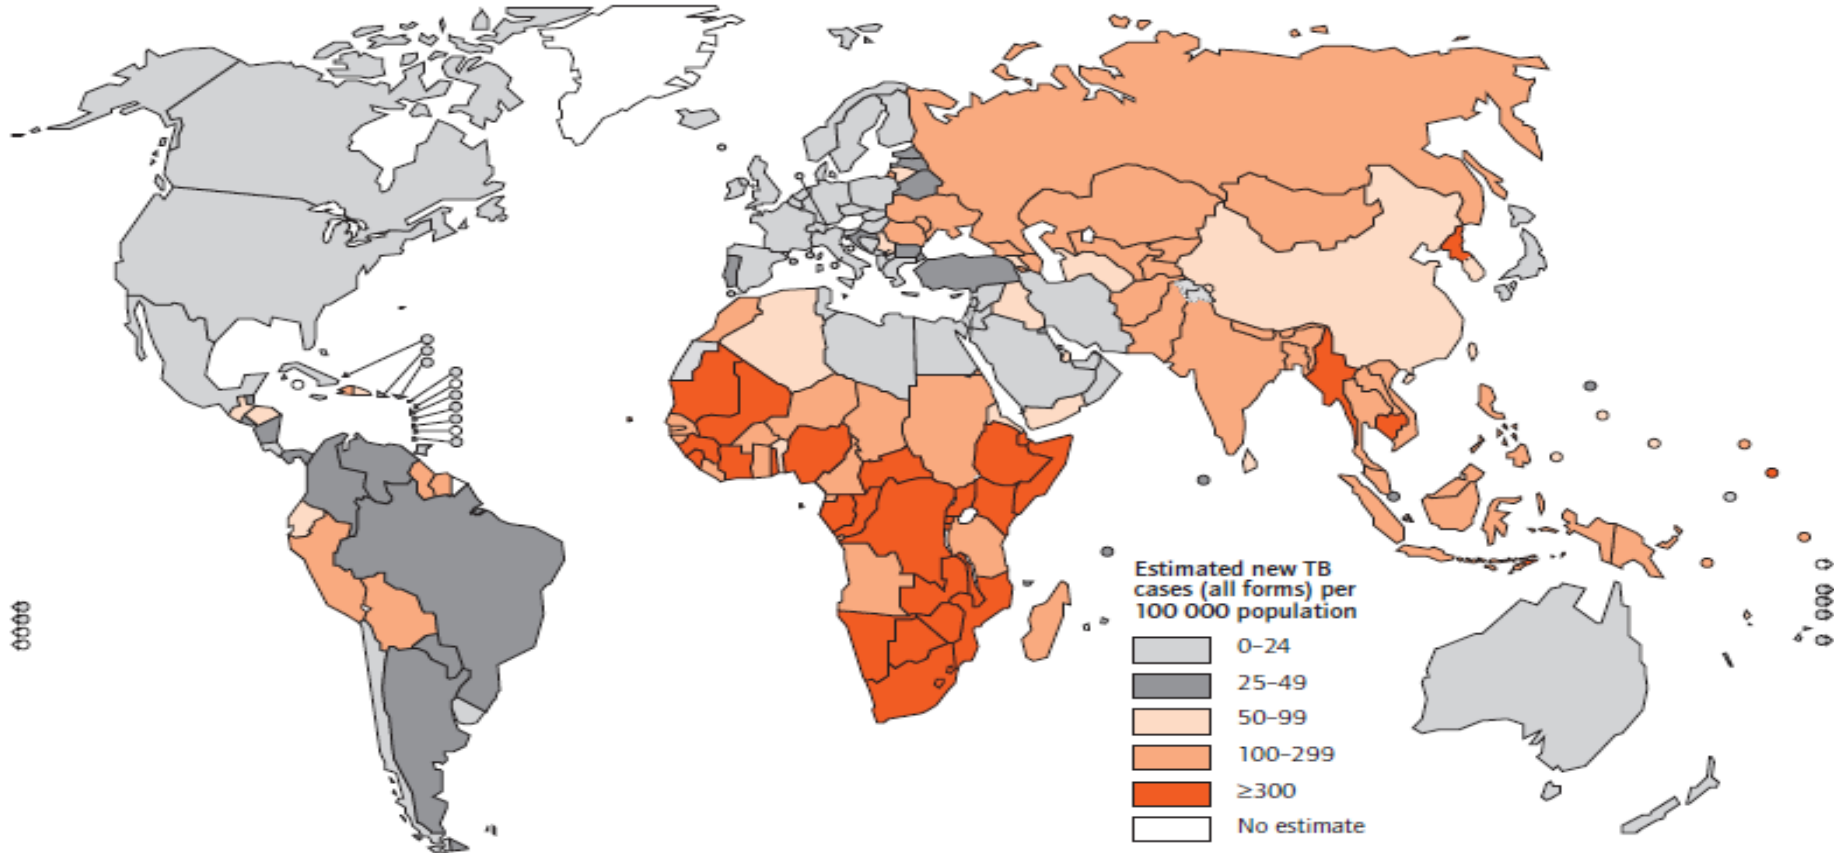 Estimated new TB
cases (all forms) per
100 000 population
0–24
25–49
50–99
100–299
≥300
No estimate